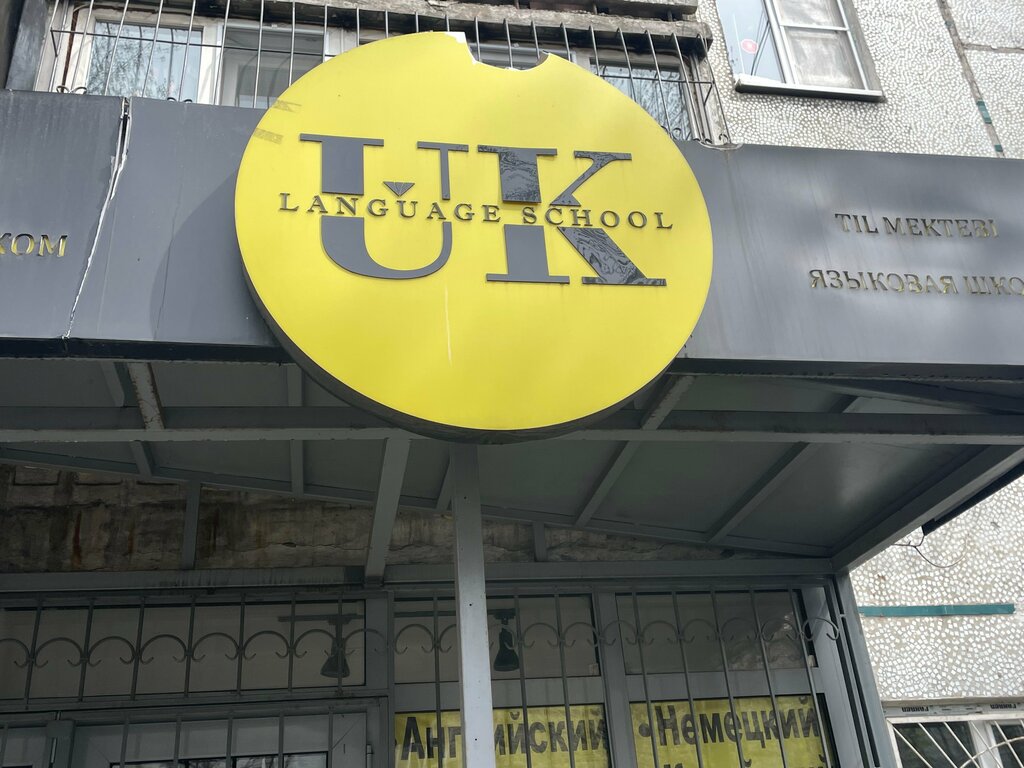 UK
LANGUAGE SCHOOL
КОМ
TIL MEKTEBI
ЯЗЫКОВАЯ ШКО
•Английский
•Немецкий